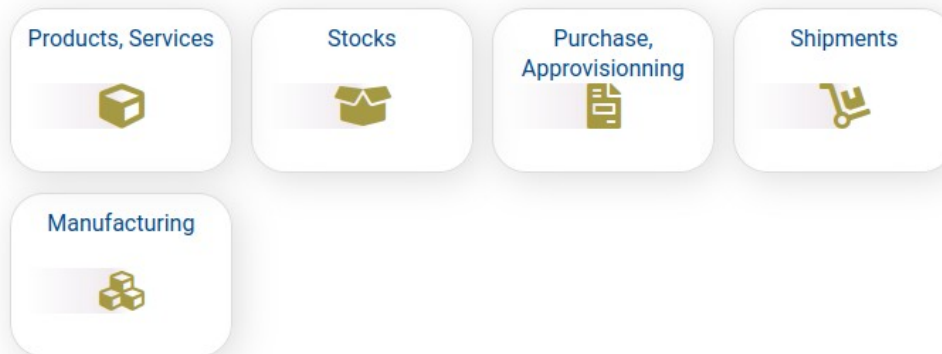 Products, Services
Stocks
Purchase,
Approvisionning
Shipments
Manufacturing